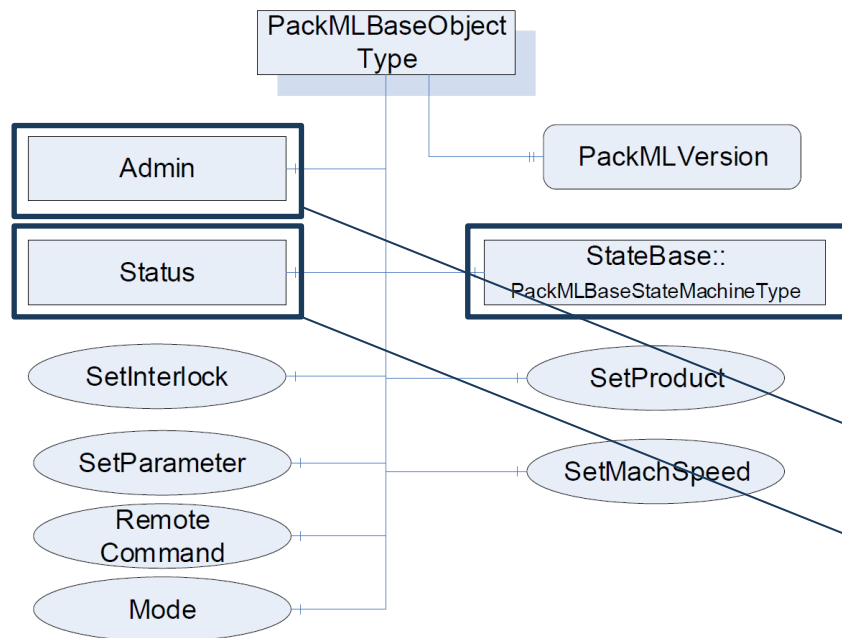 PackMLBaseObject
Type
Admin
PackMLVersion
Status
StateBase::
PackMLBaseStateMachineType
SetInterlock
SetProduct
SetParameter
SetMachSpeed
Remote
Command
Mode